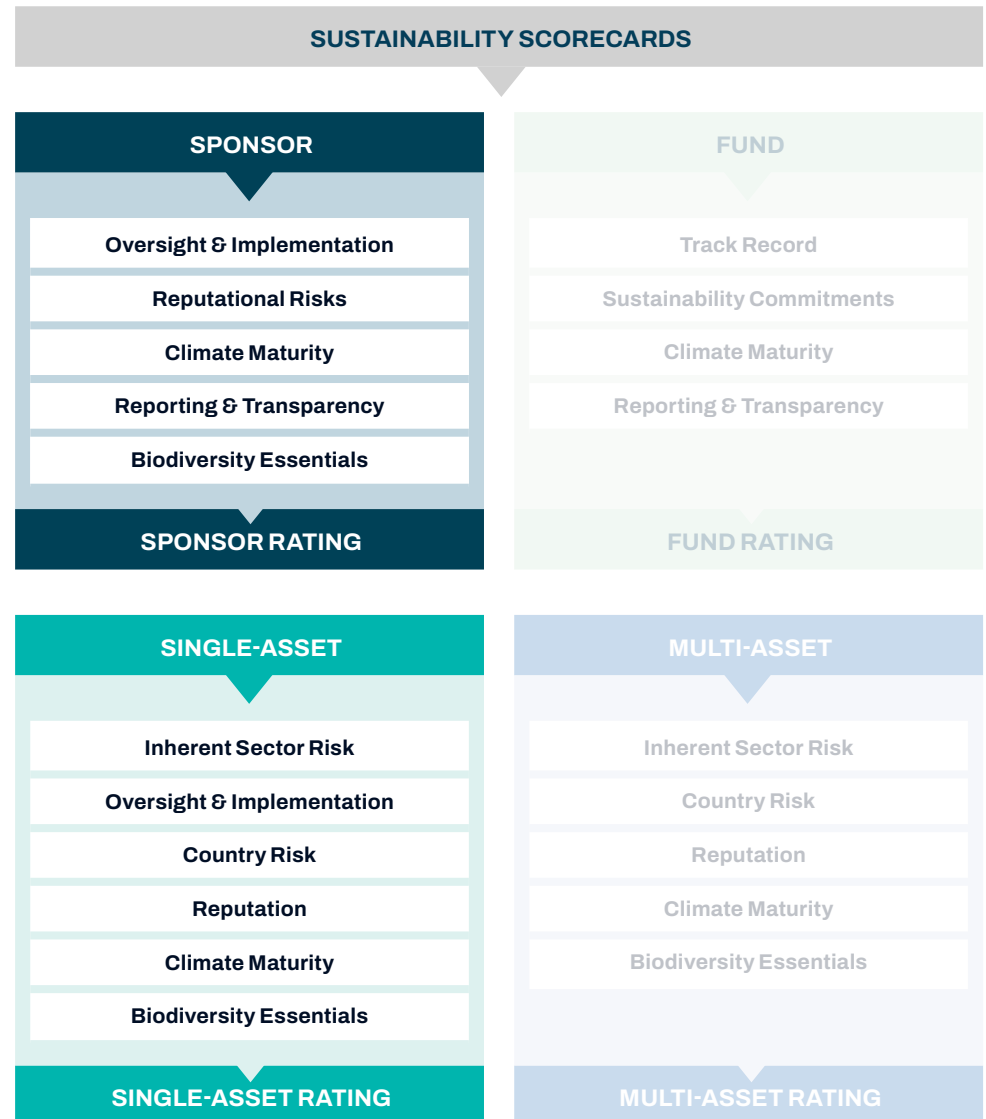 SUSTAINABILITY SCORECARDS
SPONSOR
Oversight & Implementation
Reputational Risks
Climate Maturity
Reporting & Transparency
Biodiversity Essentials
SPONSOR RATING
FUND
Track Record
Sustainability Commitments
Climate Maturity
Reporting & Transparency
FUND RATING
SINGLE-ASSET
Inherent Sector Risk
Oversight & Implementation
Country Risk
Reputation
Climate Maturity
Biodiversity Essentials
SINGLE-ASSET RATING
MULTI-ASSET
Inherent Sector Risk
Country Risk
Reputation
Climate Maturity
Biodiversity Essentials
MULTI-ASSET RATING